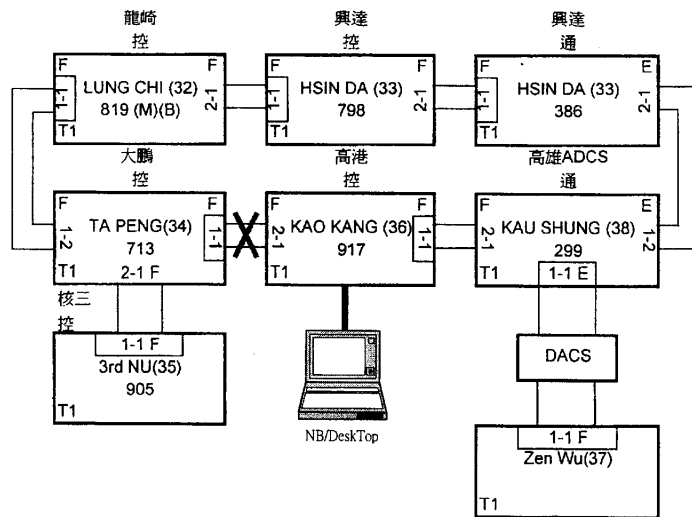 龍崎
控
興達
控
興達
通
F
F
LUNG CHI (32)
819 (M)(B)
1-1
2-1
T1
F
F
HSIN DA (33)
798
1-1
2-1
T1
F
E
HSIN DA (33)
386
1-1
2-1
T1
大鵬
控
高港
控
高雄ADCS
通
F
F
TA PENG(34)
713
1-2
1-1
2-1 F
T1
F
F
KAO KANG (36)
917
2-1
1-1
T1
F
E
KAU SHUNG (38)
299
2-1
1-2
1-1 E
T1
核三
控
1-1 F
3rd NU(35)
905
T1
NB/DeskTop
DACS
1-1 F
Zen Wu(37)
T1